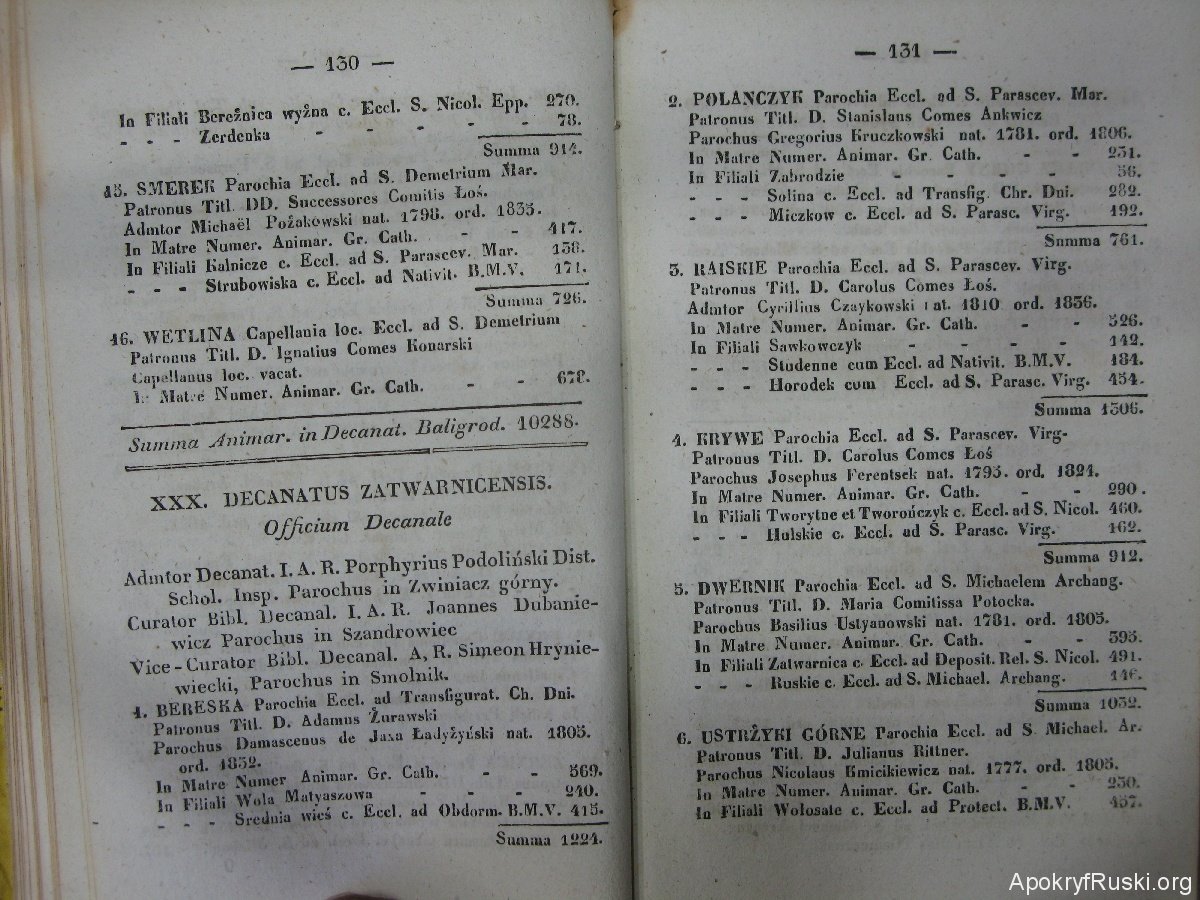 — 130 —
In Filiali Bereźnica wyżna c. Eccl. S. Nicol. Epp. 270.
- - - Zerdenka - - - - - 78.
Summa 914.
15. SMEREK Parochia Eccl. ad S. Demetrium Mar.
Patronus Titl. DD. Successores Comitis Łoś.
Admtor Michaël Pożakowski nat. 1798. ord. 1835.
In Matre Numer. Animar. Gr. Cath. - - 417.
In Filiali Kalnicze c. Eccl. ad S. Parascev. Mar. 138.
- - - Strubowiska c. Eccl. ad Nativit. B.M.V. 171.
Summa 726.
16. WETLINA Capellania loc. Eccl. ad S. Demetrium
Patronus Titl. D. Ignatius Comes Konarski
Capellanus loc. vacat.
In Matre Numer. Animar. Gr. Cath. - - 678.
Summa Animar. in Decanat. Baligrod. 10288.
XXX. DECANATUS ZATWARNICENSIS.
Officium Decanale
Admtor Decanat. I. A. R. Porphyrius Podoliński Dist.
Schol. Insp. Parochus in Zwiniacz górny.
Curator Bibl. Decanal. I. A. R. Joannes Dubanie-
wicz Parochus in Szandrowiec
Vice-Curator Bibl. Decanal. A, R. Simeon Hrynie-
wiecki, Parochus in Smolnik.
1. BERESKA Parochia Eccl. ad Transfigurat. Ch. Dni.
Patronus Titl. D. Adamus Żurawski
Parochus Damascenus de Jaxa Ładyżyński nat. 1805.
ord. 1832.
In Matre Numer Animar. Gr. Cath. - - 569.
In Filiali Wola Matyaszowa - - - 240.
- - - Srednia wieś c. Eccl. ad Obdorm. B.M.V. 415.
Summa 1224.
— 131 —
2. POLANCZYK Parochia Eccl. ad S. Parascev. Mar.
Patronus Titl. D. Stanislaus Comes Ankwicz
Parochus Gregorius Kruczkowski nat. 1781. ord. 1806.
In Matre Numer. Animar. Gr. Cath. - - 231.
In Filiali Zabrodzie - - - - 56.
- - - Solina c. Eccl. ad Transfig. Chr. Dni. 282.
- - - Miczkow c. Eccl. ad S. Parasc. Virg. 192.
Summa 761.
3. RAISKIE Parochia Eccl. ad S. Parascev. Virg.
Patronus Titl. D. Carolus Comes Łoś.
Admtor Cyrillius Czaykowski nat. 1810 ord. 1836.
In Matre Numer. Animar. Gr. Cath. - - 526.
In Filiali Sawkowczyk - - - - 142.
- - - Studenne cum Eccl. ad Nativit. B.M.V. 184.
- - - Horodek cum Eccl. ad S. Parasc. Virg. 454.
Summa 1306.
4. KRYWE Parochia Eccl. ad S. Parascev. Virg.
Patronus Titl. D. Carolus Comes Łoś
Parochus Josephus Ferentsek nat. 1793. ord. 1821.
In Matre Numer. Animar. Gr. Cath. - - 290.
In Filiali Tworytne et Tworończyk c. Eccl. ad S. Nicol. 460.
- - - Hulskie c. Eccl. ad S. Parasc. Virg. 162.
Summa 912.
5. DWERNIK Parochia Eccl. ad S. Michaelem Archang.
Patronus Titl. D. Maria Comitissa Potocka.
Parochus Basilius Ustyanowski nat. 1781. ord. 1805.
In Matre Numer. Animar. Gr. Cath. - - 395.
In Filiali Zatwarnica c. Eccl. ad Deposit. Rel. S. Nicol. 491.
- - - Ruskie c. Eccl. ad S. Michael. Archang. 146.
Summa 1032.
6. USTRŻYKI GÓRNE Parochia Eccl. ad S. Michael. Ar.
Patronus Titl. D. Julianus Rittner.
Parochus Nicolaus Kmicikiewicz nat. 1777. ord. 1803.
In Matre Numer. Animar. Gr. Cath. - - 230.
In Filiali Wołosate c. Eccl. ad Protect. B.M.V. 437.
ApokryfRuski.org